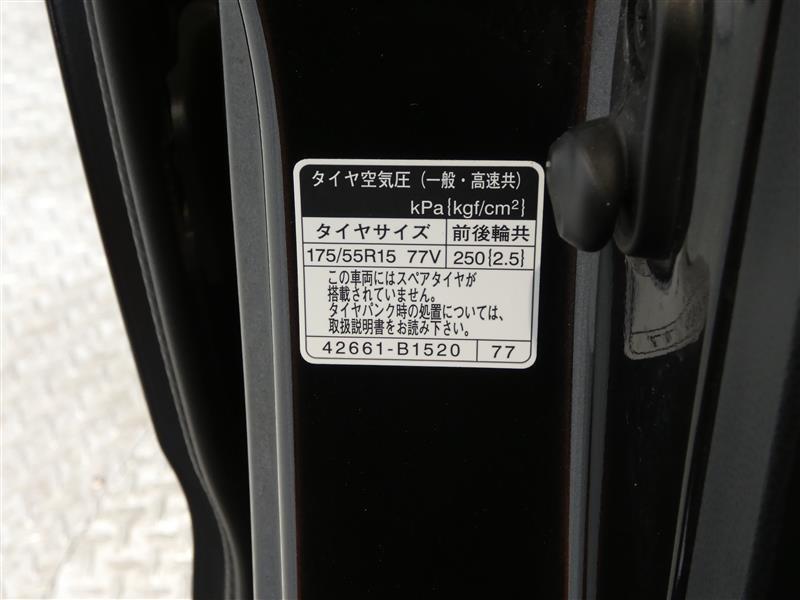 タイヤ空気圧（一般・高速共）
kPa{kgf/cm²}
タイヤサイズ 前後輪共
175/55R15 77V 250{2.5}
この車両にはスペアタイヤが
搭載されていません。
タイヤパンク時の処置については、
取扱説明書をお読み下さい。
42661-B1520 77